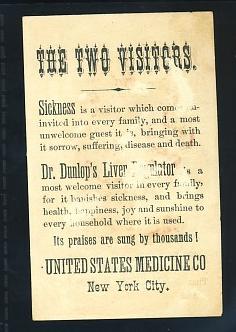 THE TWO VISITORS.
Sickness is a visitor which comes un-
invited into every family, and a most
unwelcome guest it is, bringing with
it sorrow, suffering, disease and death.
Dr. Dunlop's Liver Regulator is a
most welcome visitor in every family,
for it banishes sickness, and brings
health, happiness, joy and sunshine to
every household where it is used.
Its praises are sung by thousands!
UNITED STATES MEDICINE CO
New York City.